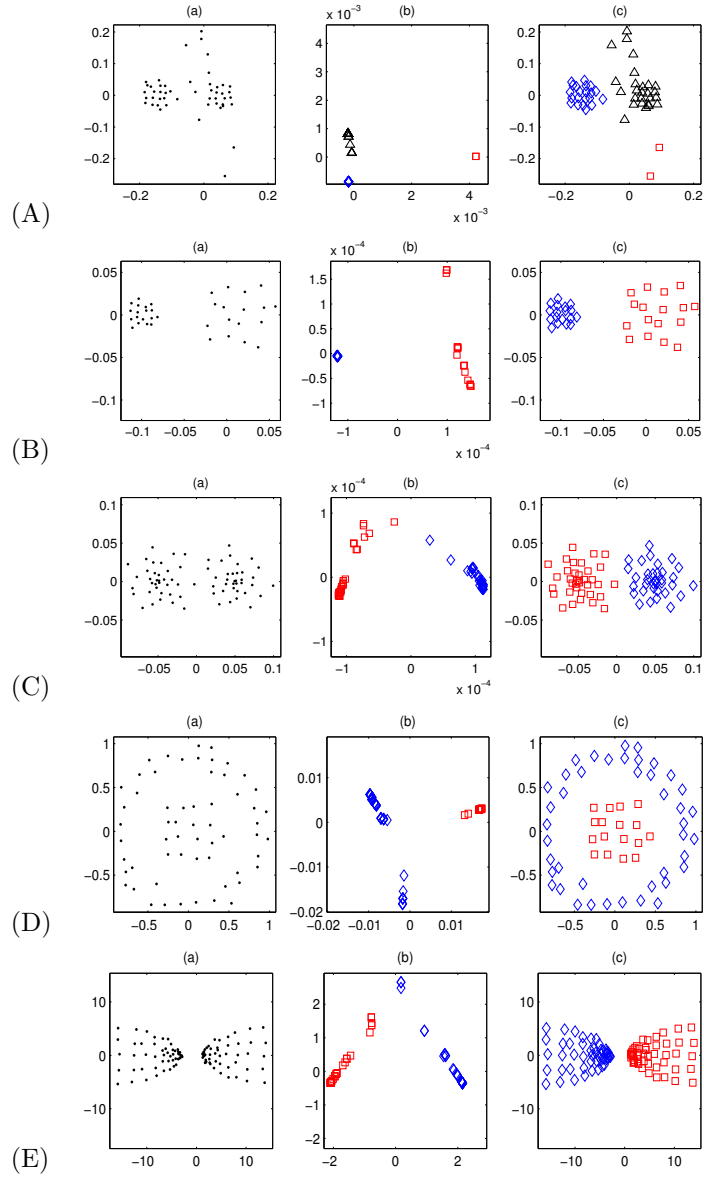 (a) (b) (c)
x 10⁻³
0.2 4 0.2
0.1 3 0.1
0 2 0
−0.1 1 −0.1
−0.2 0 −0.2
(A)
−0.2 0 0.2 0 2 4 −0.2 0 0.2
x 10⁻³
(a) (b) (c)
x 10⁻⁴
0.05 1.5 0.05
1
0 0.5 0
0
−0.05 −0.5 −0.05
−0.1 −1 −0.1
(B)
−0.1 −0.05 0 0.05 −1 0 1 −0.1 −0.05 0 0.05
x 10⁻⁴
(a) (b) (c)
x 10⁻⁴
0.1 1 0.1
0.05 0.05
0 0 0
−0.05 −0.05
−1
(C)
−0.05 0 0.05 0.1 −1 0 1 −0.05 0 0.05 0.1
x 10⁻⁴
(a) (b) (c)
1 1
0.5 0.01 0.5
0 0 0
−0.5 −0.01 −0.5
−0.02
(D)
−0.5 0 0.5 1 −0.02 −0.01 0 0.01 −0.5 0 0.5 1
(a) (b) (c)
10 2 10
1
0 0 0
−1
−10 −2 −10
(E)
−10 0 10 −2 0 2 −10 0 10